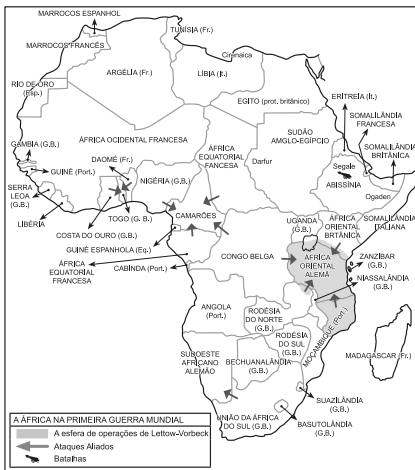 MARROCOS ESPANHOL
MARROCOS FRANCÊS
TUNÍSIA (Fr.)
Cirenaica
RIO DE ORO
(Esp.)
ARGÉLIA (Fr.)
LÍBIA (It.)
EGITO (prot. britânico)
ERITRÉIA (It.)
SOMALILÂNDIA
FRANCESA
SOMALILÂNDIA
BRITÂNICA
ÁFRICA OCIDENTAL FRANCESA
ÁFRICA
EQUATORIAL
FANCESA
SUDÃO
ANGLO-EGÍPCIO
Darfur
GAMBIA (G.B.)
GUINÉ (Port.)
DAOMÉ (Fr.)
NIGÉRIA (G.B.)
Segale
ABISSÍNIA
Ogaden
SERRA
LEOA (G.B.)
LIBÉRIA
TOGO (G. B.)
CAMARÕES
COSTA DO OURO (G.B.)
GUINÉ ESPANHOLA (Eq.)
UGANDA
(G.B.)
ÁFRICA
ORIENTAL
BRITÂNICA
SOMALILÂNDIA
ITALIANA
ÁFRICA
EQUATORIAL
FRANCESA
CABINDA (Port.)
CONGO BELGA
ÁFRICA
ORIENTAL
ALEMÃ
ZANZIBAR
(G.B.)
NIASSALÂNDIA
(G.B.)
ANGOLA
(Port.)
RODÉSIA
DO NORTE
(G.B.)
RODÉSIA
DO SUL
(G.B.)
MOÇAMBIQUE (Port.)
MADAGASCAR (Fr.)
SUDOESTE
AFRICANO
ALEMÃO
BECHUANALÂNDIA
(G.B.)
SUAZILÂNDIA
(G.B.)
UNIÃO DA ÁFRICA
DO SUL (G.B.)
BASUTOLÂNDIA
(G.B.)
A ÁFRICA NA PRIMEIRA GUERRA MUNDIAL
A esfera de operações de Lettow-Vorbeck
Ataques Aliados
Batalhas